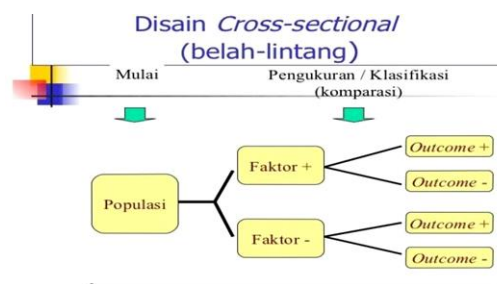 Disain Cross-sectional
(belah-lintang)
Mulai
Pengukuran / Klasifikasi
(komparasi)
Populasi
Faktor +
Outcome +
Outcome -
Faktor -
Outcome +
Outcome -